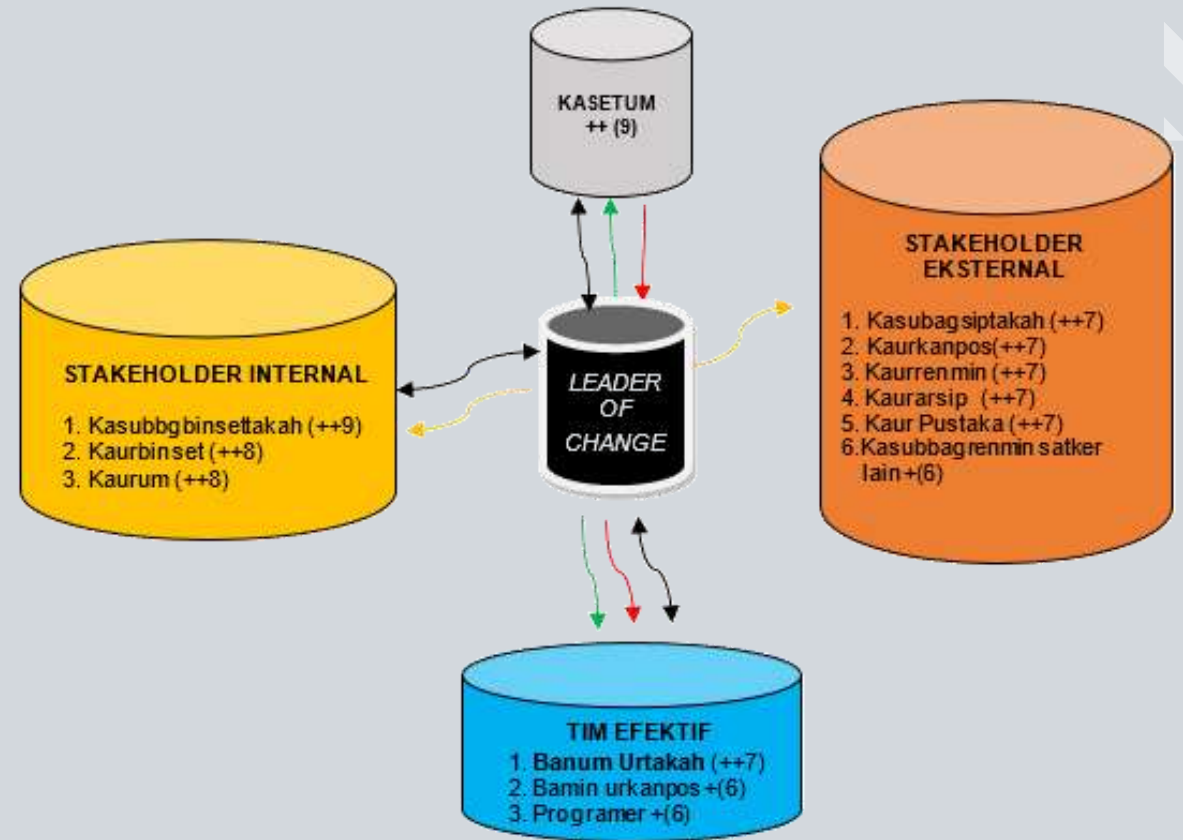 KASETUM
++ (9)
STAKEHOLDER INTERNAL
1. Kasubbgbinsettakah (++9)
2. Kaurbinset (++8)
3. Kaurum (++8)
LEADER
OF
CHANGE
STAKEHOLDER
EKSTERNAL
1. Kasubagsiptakah (++7)
2. Kaurkanpos(++7)
3. Kaurrenmin (++7)
4. Kaurarsip (++7)
5. Kaur Pustaka (++7)
6.Kasubbagrenmin satker
lain +(6)
TIM EFEKTIF
1. Banum Urtakah (++7)
2. Bamin urkanpos +(6)
3. Programer +(6)